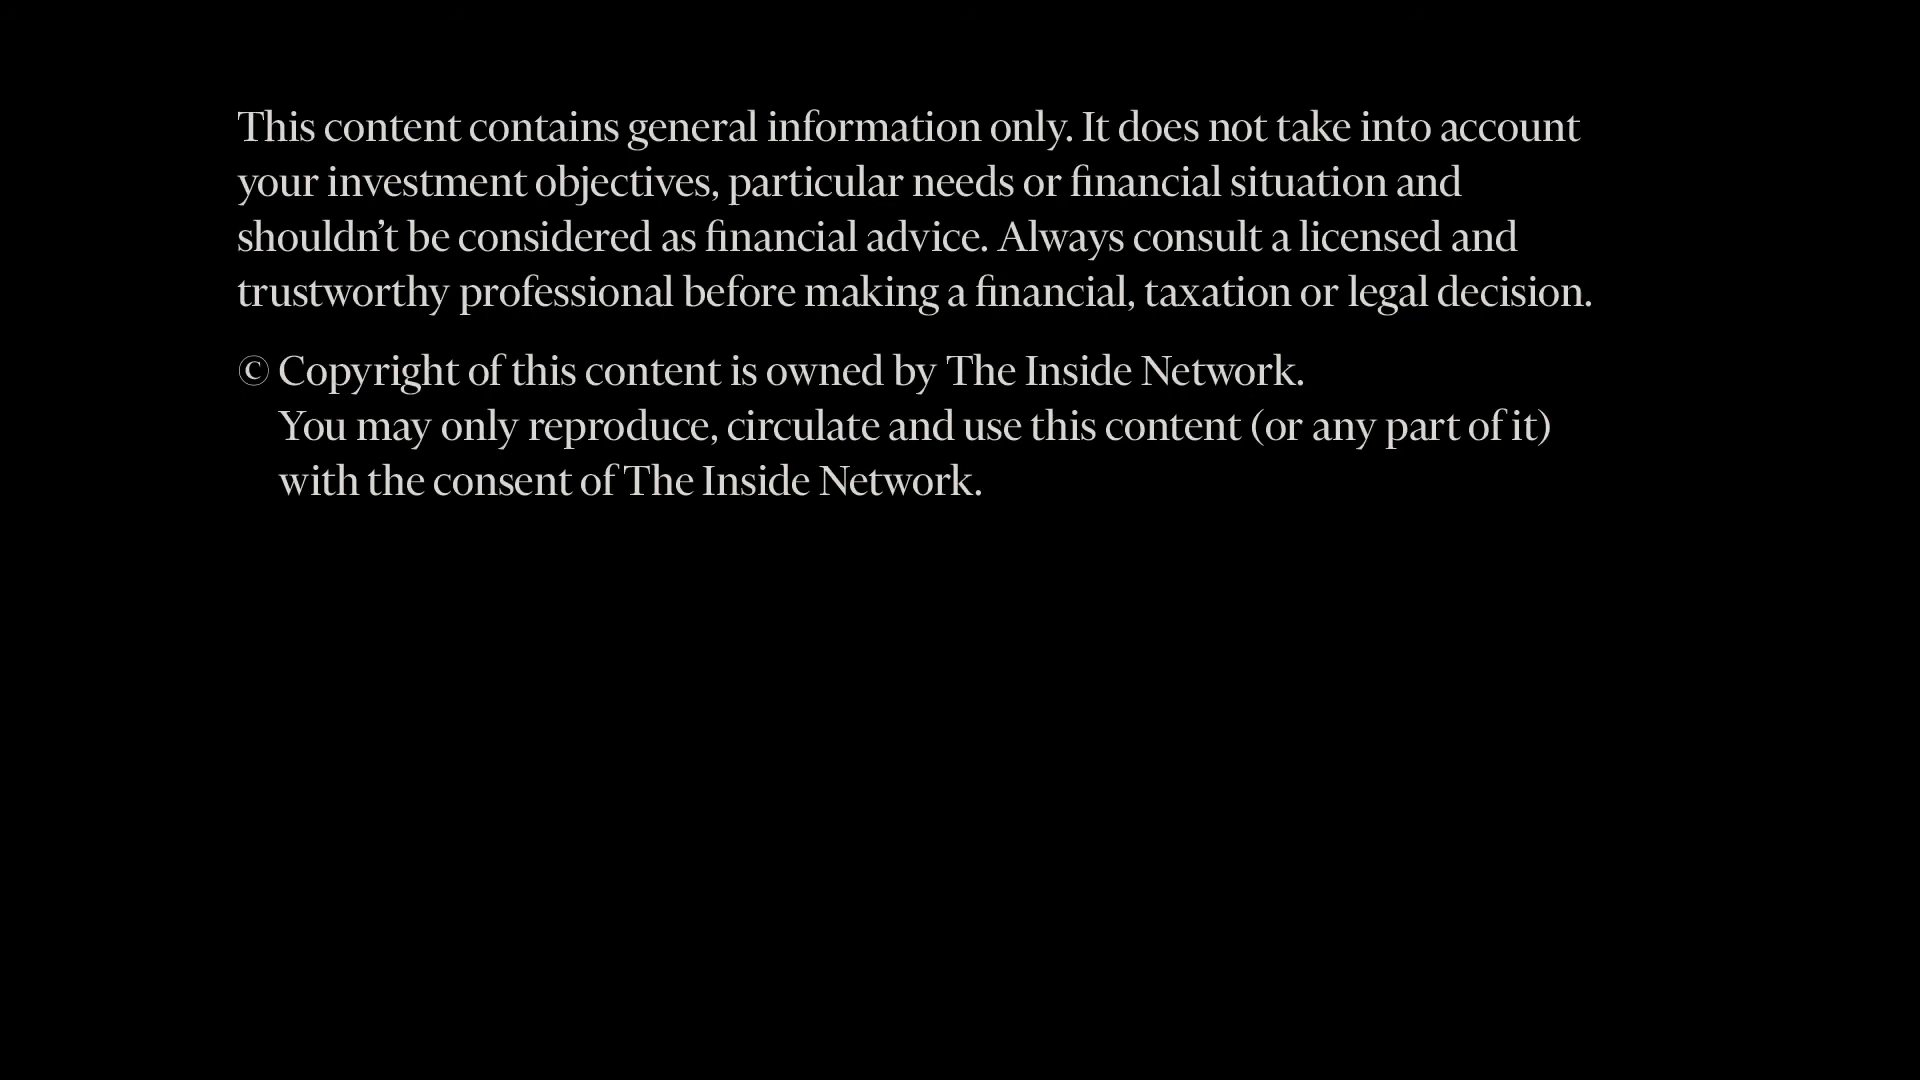 This content contains general information only. It does not take into account
your investment objectives, particular needs or financial situation and
shouldn’t be considered as financial advice. Always consult a licensed and
trustworthy professional before making a financial, taxation or legal decision.
© Copyright of this content is owned by The Inside Network.
You may only reproduce, circulate and use this content (or any part of it)
with the consent of The Inside Network.